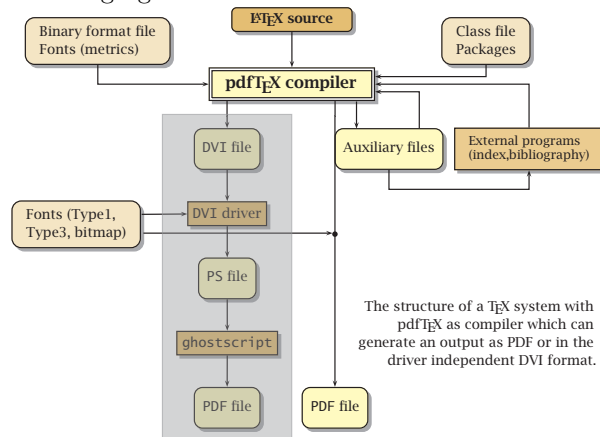 LATEX source
Binary format file
Fonts (metrics)
Class file
Packages
pdfTEX compiler
DVI file
Auxiliary files
External programs
(index,bibliography)
Fonts (Type1,
Type3, bitmap)
DVI driver
PS file
The structure of a TEX system with
pdfTEX as compiler which can
generate an output as PDF or in the
driver independent DVI format.
ghostscript
PDF file
PDF file